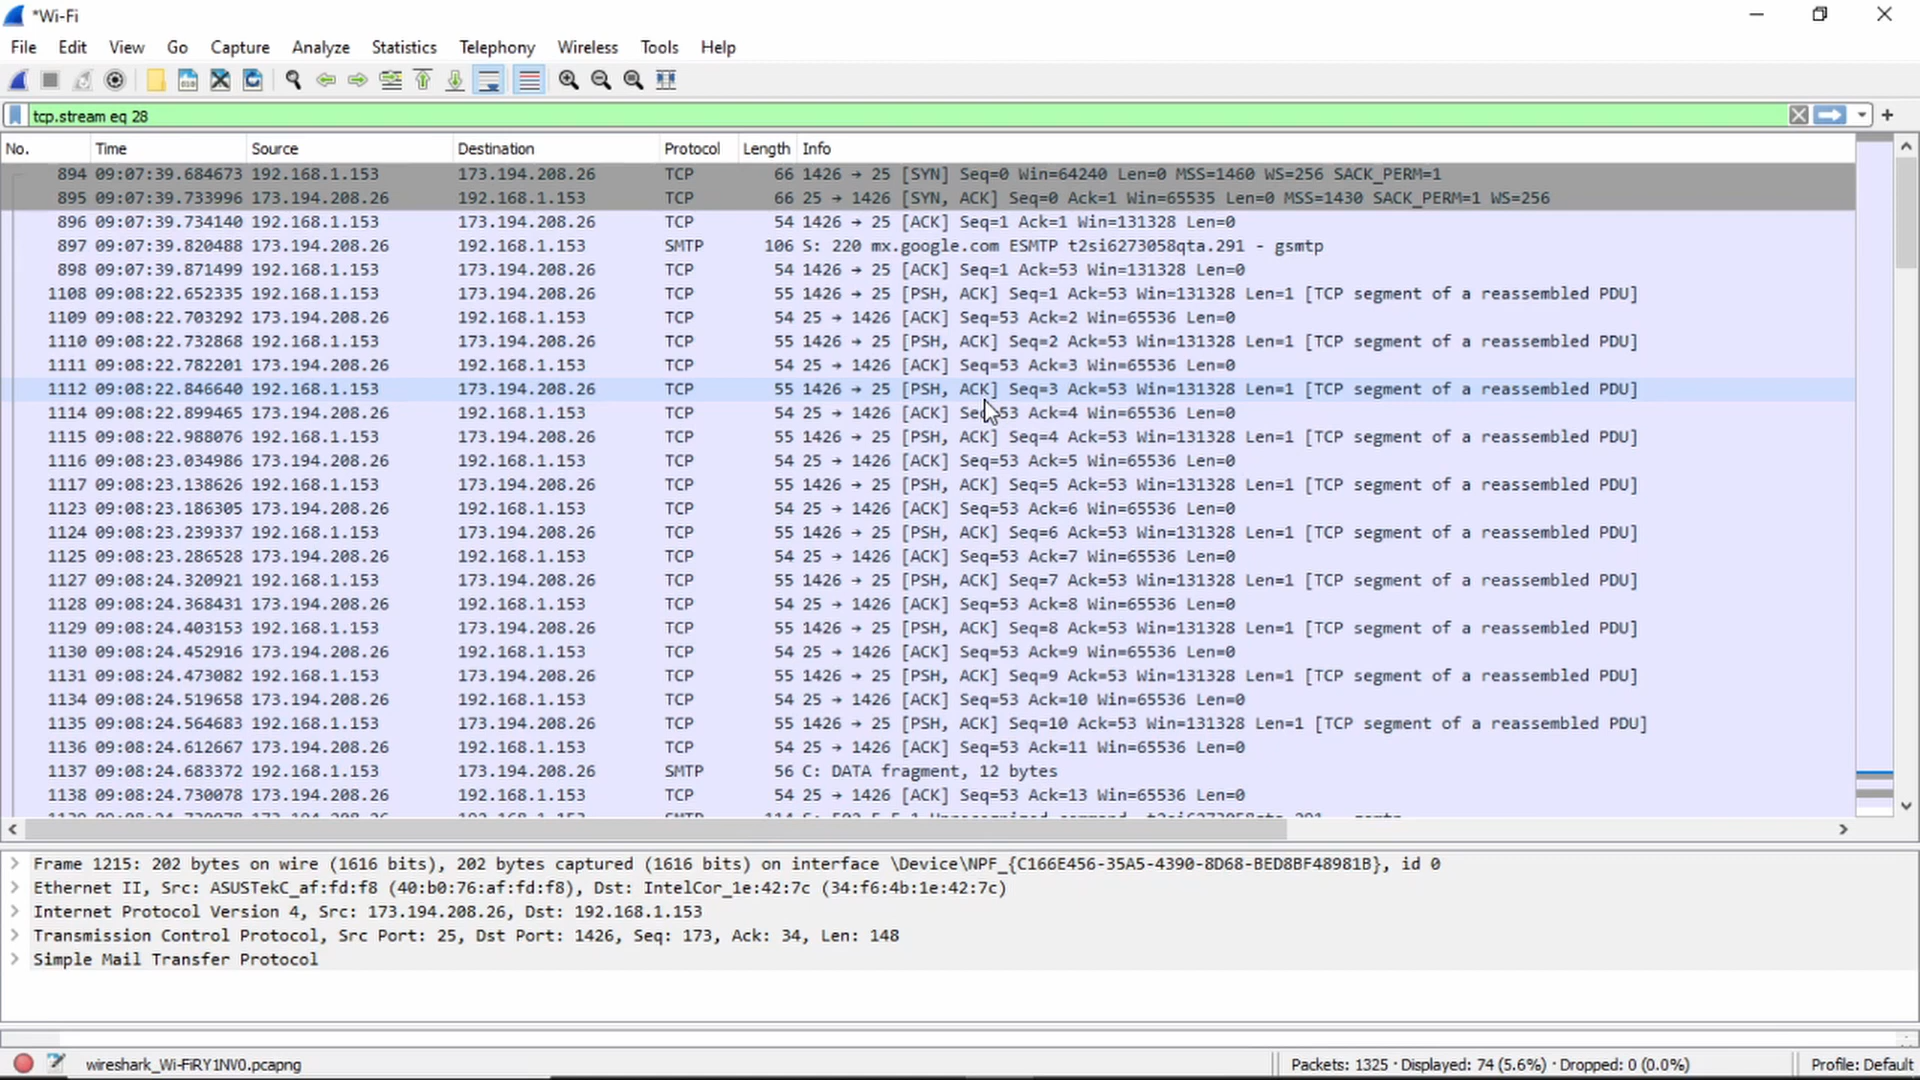 *Wi-Fi
File Edit View Go Capture Analyze Statistics Telephony Wireless Tools Help
tcp.stream eq 28
No. Time Source Destination Protocol Length Info
894 09:07:39.684673 192.168.1.153 173.194.208.26 TCP 66 1426 → 25 [SYN] Seq=0 Win=64240 Len=0 MSS=1460 WS=256 SACK_PERM=1
895 09:07:39.733996 173.194.208.26 192.168.1.153 TCP 66 25 → 1426 [SYN, ACK] Seq=0 Ack=1 Win=65535 Len=0 MSS=1430 SACK_PERM=1 WS=256
896 09:07:39.734140 192.168.1.153 173.194.208.26 TCP 54 1426 → 25 [ACK] Seq=1 Ack=1 Win=131328 Len=0
897 09:07:39.820488 173.194.208.26 192.168.1.153 SMTP 106 S: 220 mx.google.com ESMTP t2si6273058qta.291 - gsmtp
898 09:07:39.871499 192.168.1.153 173.194.208.26 TCP 54 1426 → 25 [ACK] Seq=1 Ack=53 Win=131328 Len=0
1108 09:08:22.652335 192.168.1.153 173.194.208.26 TCP 55 1426 → 25 [PSH, ACK] Seq=1 Ack=53 Win=131328 Len=1 [TCP segment of a reassembled PDU]
1109 09:08:22.703292 173.194.208.26 192.168.1.153 TCP 54 25 → 1426 [ACK] Seq=53 Ack=2 Win=65536 Len=0
1110 09:08:22.732868 192.168.1.153 173.194.208.26 TCP 55 1426 → 25 [PSH, ACK] Seq=2 Ack=53 Win=131328 Len=1 [TCP segment of a reassembled PDU]
1111 09:08:22.782201 173.194.208.26 192.168.1.153 TCP 54 25 → 1426 [ACK] Seq=53 Ack=3 Win=65536 Len=0
1112 09:08:22.846640 192.168.1.153 173.194.208.26 TCP 55 1426 → 25 [PSH, ACK] Seq=3 Ack=53 Win=131328 Len=1 [TCP segment of a reassembled PDU]
1114 09:08:22.899465 173.194.208.26 192.168.1.153 TCP 54 25 → 1426 [ACK] Seq=53 Ack=4 Win=65536 Len=0
1115 09:08:22.988076 192.168.1.153 173.194.208.26 TCP 55 1426 → 25 [PSH, ACK] Seq=4 Ack=53 Win=131328 Len=1 [TCP segment of a reassembled PDU]
1116 09:08:23.034986 173.194.208.26 192.168.1.153 TCP 54 25 → 1426 [ACK] Seq=53 Ack=5 Win=65536 Len=0
1117 09:08:23.138626 192.168.1.153 173.194.208.26 TCP 55 1426 → 25 [PSH, ACK] Seq=5 Ack=53 Win=131328 Len=1 [TCP segment of a reassembled PDU]
1123 09:08:23.186305 173.194.208.26 192.168.1.153 TCP 54 25 → 1426 [ACK] Seq=53 Ack=6 Win=65536 Len=0
1124 09:08:23.239337 192.168.1.153 173.194.208.26 TCP 55 1426 → 25 [PSH, ACK] Seq=6 Ack=53 Win=131328 Len=1 [TCP segment of a reassembled PDU]
1125 09:08:23.286528 173.194.208.26 192.168.1.153 TCP 54 25 → 1426 [ACK] Seq=53 Ack=7 Win=65536 Len=0
1127 09:08:24.320921 192.168.1.153 173.194.208.26 TCP 55 1426 → 25 [PSH, ACK] Seq=7 Ack=53 Win=131328 Len=1 [TCP segment of a reassembled PDU]
1128 09:08:24.368431 173.194.208.26 192.168.1.153 TCP 54 25 → 1426 [ACK] Seq=53 Ack=8 Win=65536 Len=0
1129 09:08:24.403153 192.168.1.153 173.194.208.26 TCP 55 1426 → 25 [PSH, ACK] Seq=8 Ack=53 Win=131328 Len=1 [TCP segment of a reassembled PDU]
1130 09:08:24.452916 173.194.208.26 192.168.1.153 TCP 54 25 → 1426 [ACK] Seq=53 Ack=9 Win=65536 Len=0
1131 09:08:24.473082 192.168.1.153 173.194.208.26 TCP 55 1426 → 25 [PSH, ACK] Seq=9 Ack=53 Win=131328 Len=1 [TCP segment of a reassembled PDU]
1134 09:08:24.519658 173.194.208.26 192.168.1.153 TCP 54 25 → 1426 [ACK] Seq=53 Ack=10 Win=65536 Len=0
1135 09:08:24.564683 192.168.1.153 173.194.208.26 TCP 55 1426 → 25 [PSH, ACK] Seq=10 Ack=53 Win=131328 Len=1 [TCP segment of a reassembled PDU]
1136 09:08:24.612667 173.194.208.26 192.168.1.153 TCP 54 25 → 1426 [ACK] Seq=53 Ack=11 Win=65536 Len=0
1137 09:08:24.683372 192.168.1.153 173.194.208.26 SMTP 56 C: DATA fragment, 12 bytes
1138 09:08:24.730078 173.194.208.26 192.168.1.153 TCP 54 25 → 1426 [ACK] Seq=53 Ack=13 Win=65536 Len=0
Frame 1215: 202 bytes on wire (1616 bits), 202 bytes captured (1616 bits) on interface \Device\NPF_{C166E456-35A5-4390-8D68-BED8BF48981B}, id 0
Ethernet II, Src: ASUSTekC_af:fd:f8 (40:b0:76:af:fd:f8), Dst: IntelCor_1e:42:7c (34:f6:4b:1e:42:7c)
Internet Protocol Version 4, Src: 173.194.208.26, Dst: 192.168.1.153
Transmission Control Protocol, Src Port: 25, Dst Port: 1426, Seq: 173, Ack: 34, Len: 148
Simple Mail Transfer Protocol
wireshark_Wi-FiRY1NV0.pcapng Packets: 1325 · Displayed: 74 (5.6%) · Dropped: 0 (0.0%) Profile: Default